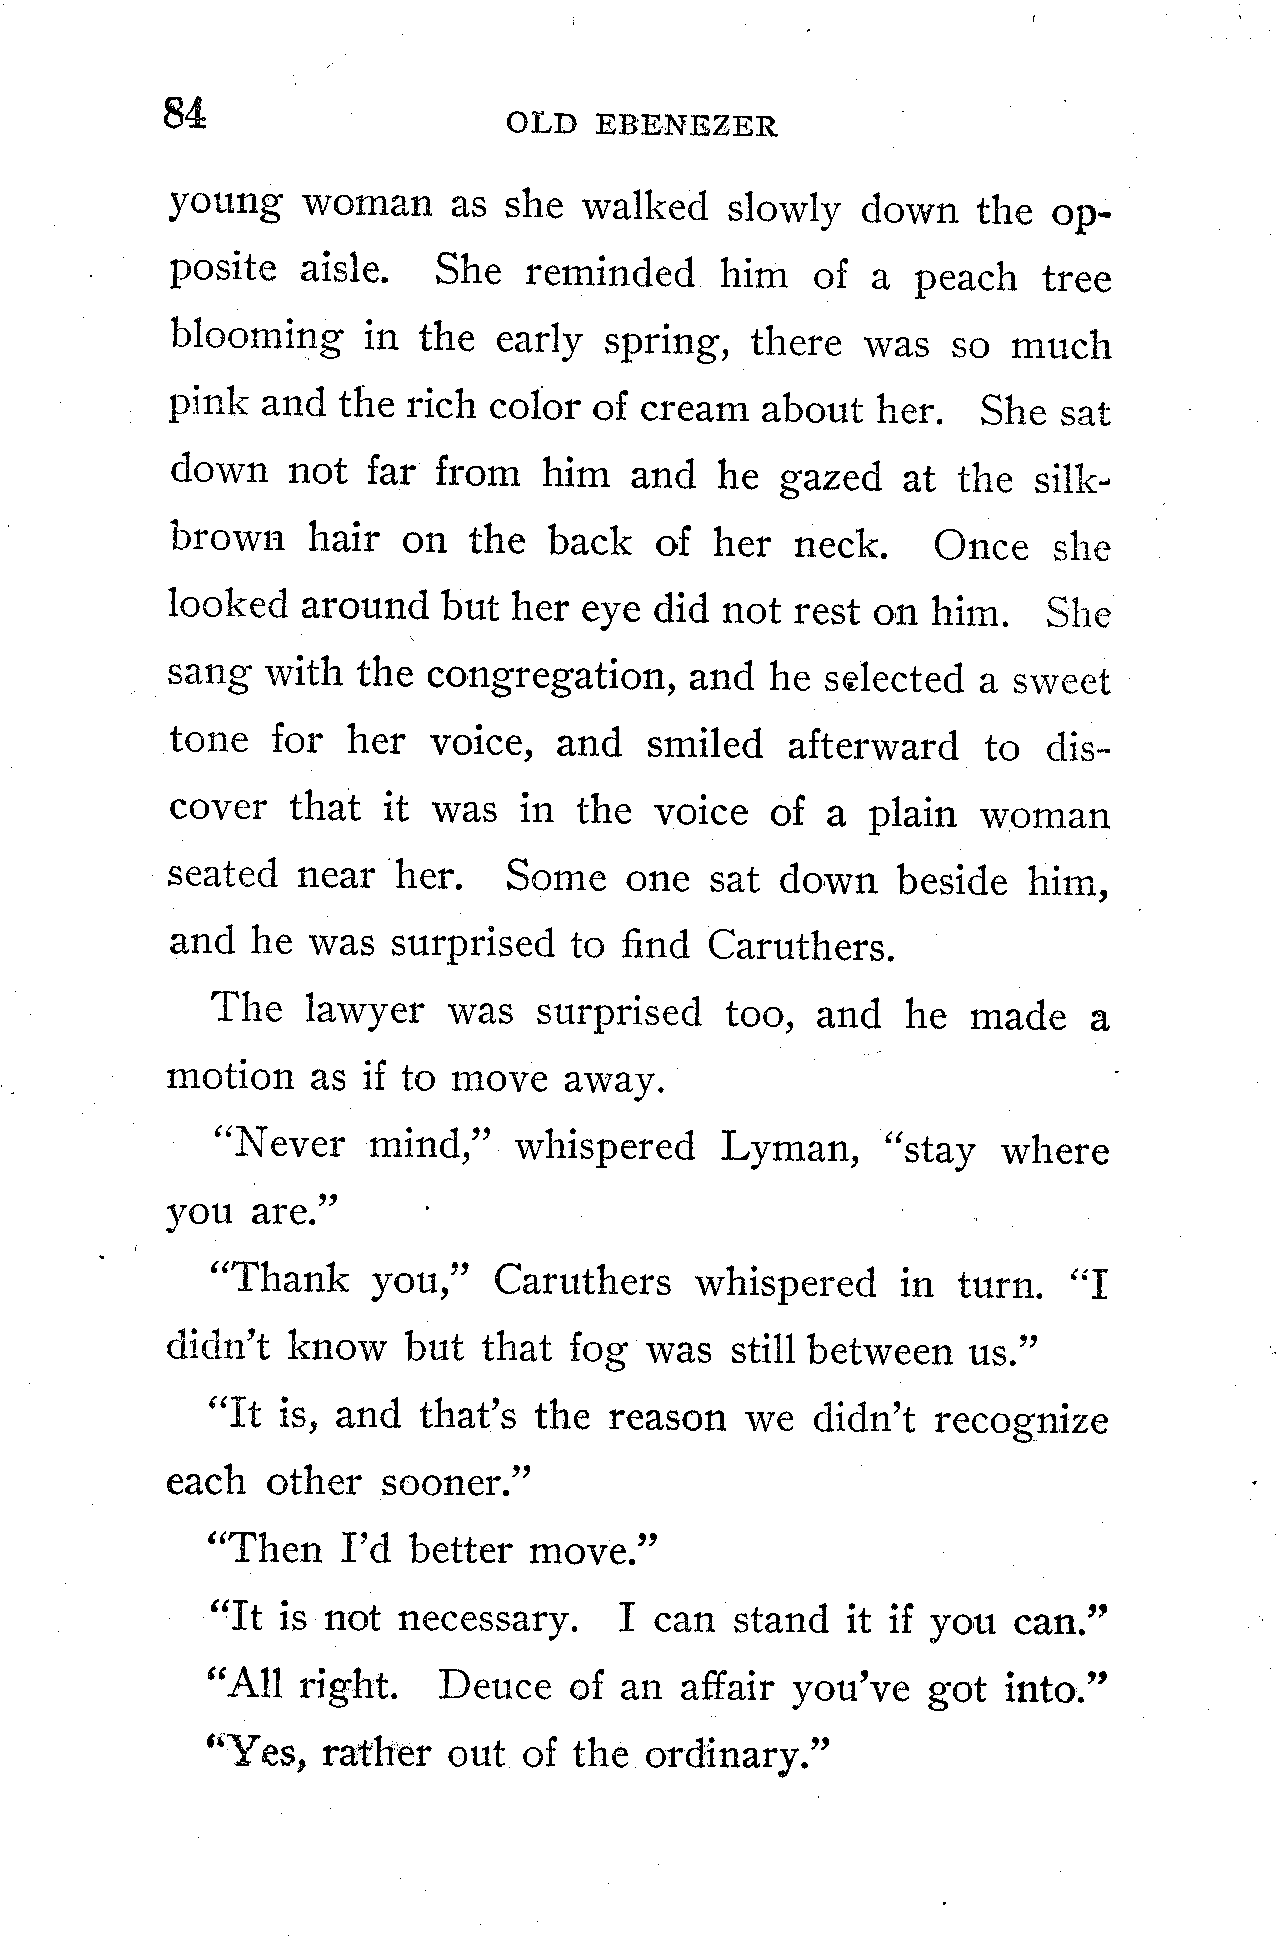 84
OLD EBENEZER
young woman as she walked slowly down the op-
posite aisle. She reminded him of a peach tree
blooming in the early spring, there was so much
pink and the rich color of cream about her. She sat
down not far from him and he gazed at the silk-
brown hair on the back of her neck. Once she
looked around but her eye did not rest on him. She
sang with the congregation, and he selected a sweet
tone for her voice, and smiled afterward to dis-
cover that it was in the voice of a plain woman
seated near her. Some one sat down beside him,
and he was surprised to find Caruthers.
The lawyer was surprised too, and he made a
motion as if to move away.
“Never mind,” whispered Lyman, “stay where
you are.”
“Thank you,” Caruthers whispered in turn. “I
didn’t know but that fog was still between us.”
“It is, and that’s the reason we didn’t recognize
each other sooner.”
“Then I’d better move.”
“It is not necessary. I can stand it if you can.”
“All right. Deuce of an affair you’ve got into.”
“Yes, rather out of the ordinary.”